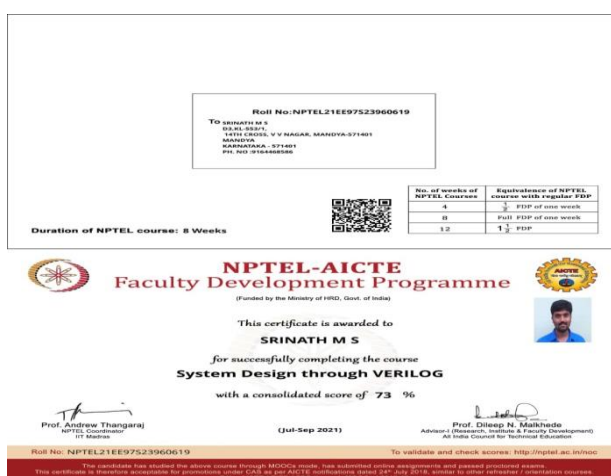 Roll No:NPTEL21EE97S23960619
To
SRINATH M S
D3,KL-553/1,
14TH CROSS, V V NAGAR, MANDYA-571401
MANDYA
KARNATAKA - 571401
PH. NO :9164468586
No. of weeks of NPTEL Courses
Equivalence of NPTEL course with regular FDP
4
1/2 FDP of one week
8
Full FDP of one week
12
1 1/2 FDP
Duration of NPTEL course: 8 Weeks
NPTEL-AICTE
Faculty Development Programme
(Funded by the Ministry of HRD, Govt. of India)
AICTE
This certificate is awarded to
SRINATH M S
for successfully completing the course
System Design through VERILOG
with a consolidated score of 73 %
Prof. Andrew Thangaraj
NPTEL Coordinator
IIT Madras
(Jul-Sep 2021)
Prof. Dileep N. Malkhede
Advisor-I (Research, Institute & Faculty Development)
All India Council for Technical Education
Roll No: NPTEL21EE97S23960619
To validate and check scores: http://nptel.ac.in/noc
The candidate has studied the above course through MOOCs mode, has submitted online assignments and passed proctored exams.
This certificate is therefore acceptable for promotions under CAS as per AICTE notifications dated 24th July 2018, similar to other refresher / orientation courses.